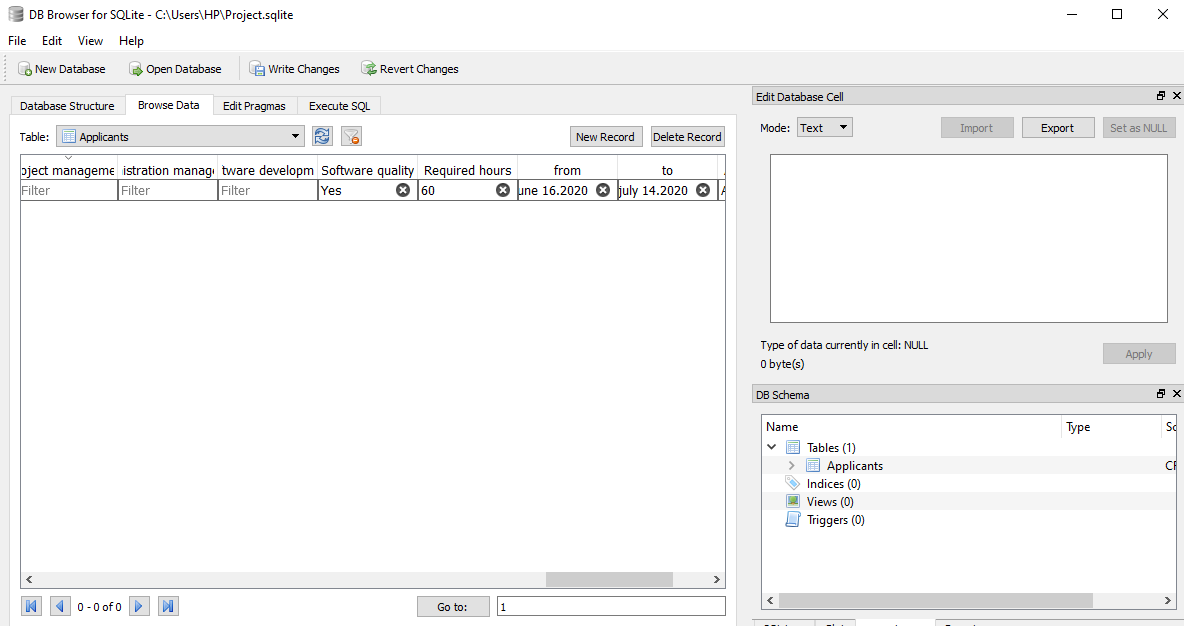 DB Browser for SQLite - C:\Users\HP\Project.sqlite
File Edit View Help
New Database Open Database Write Changes Revert Changes
Database Structure Browse Data Edit Pragmas Execute SQL
Table: Applicants New Record Delete Record
oject manageme istration manag tware developm Software quality Required hours from to
Filter Filter Filter Yes 60 une 16.2020 july 14.2020
0 - 0 of 0 Go to: 1
Edit Database Cell
Mode: Text Import Export Set as NULL
Type of data currently in cell: NULL
0 byte(s)
Apply
DB Schema
Name Type Sc
Tables (1)
Applicants CR
Indices (0)
Views (0)
Triggers (0)